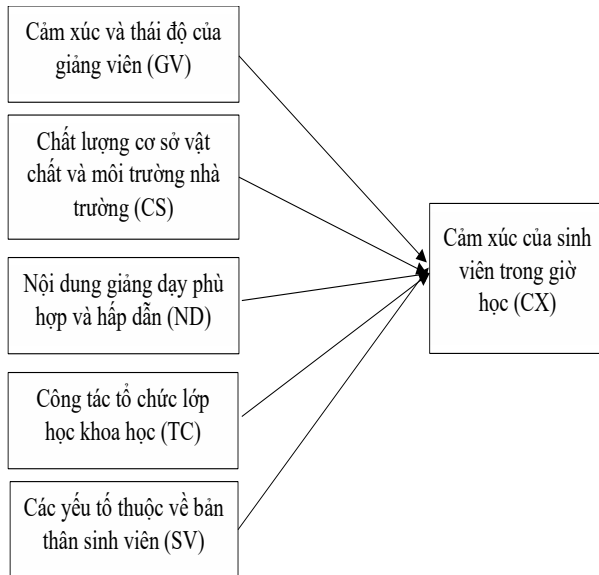 Cảm xúc và thái độ của
giảng viên (GV)
Chất lượng cơ sở vật
chất và môi trường nhà
trường (CS)
Nội dung giảng dạy phù
hợp và hấp dẫn (ND)
Công tác tổ chức lớp
học khoa học (TC)
Các yếu tố thuộc về bản
thân sinh viên (SV)
Cảm xúc của sinh
viên trong giờ
học (CX)